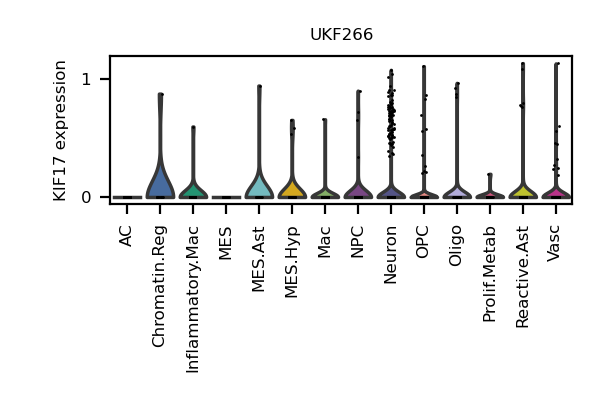 UKF266
KIF17 expression
1
0
AC
Chromatin.Reg
Inflammatory.Mac
MES
MES.Ast
MES.Hyp
Mac
NPC
Neuron
OPC
Oligo
Prolif.Metab
Reactive.Ast
Vasc